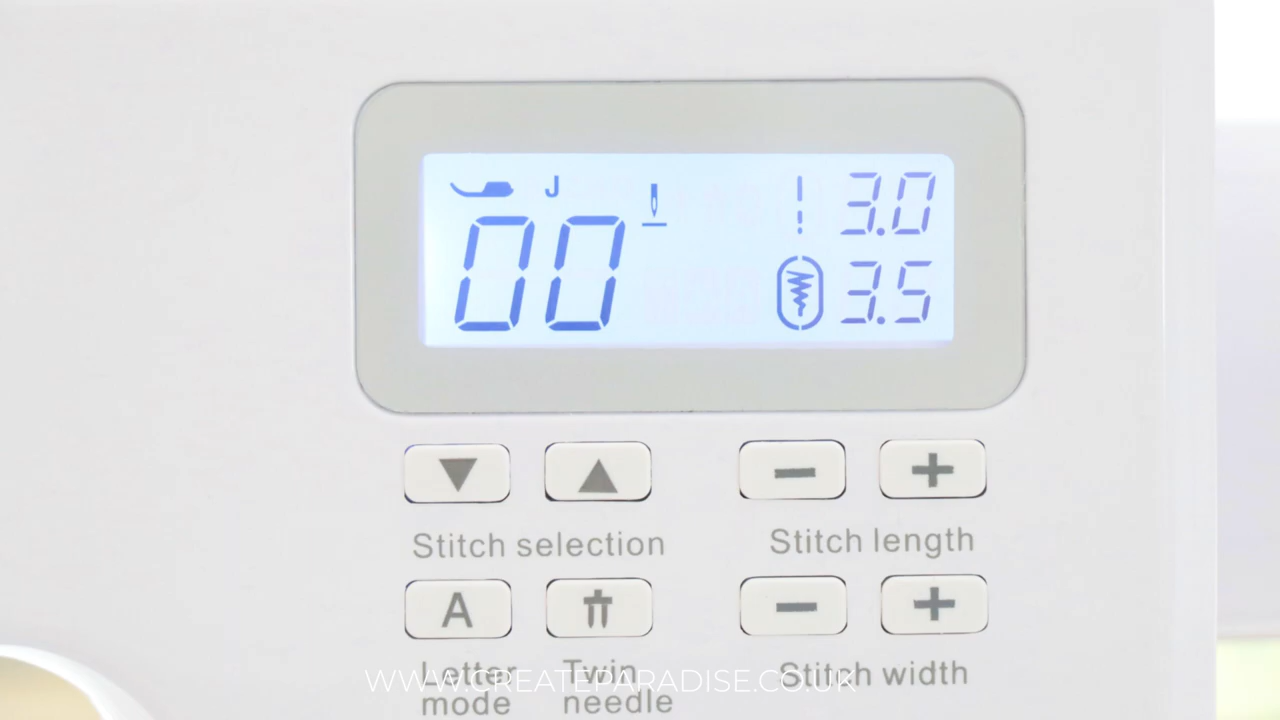 J
00
3.0
3.5
Stitch selection
Stitch length
A
Letter mode
Twin needle
Stitch width
WWW.CREATEPARADISE.CO.UK